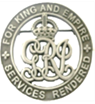 FOR KING AND EMPIRE
SERVICES RENDERED